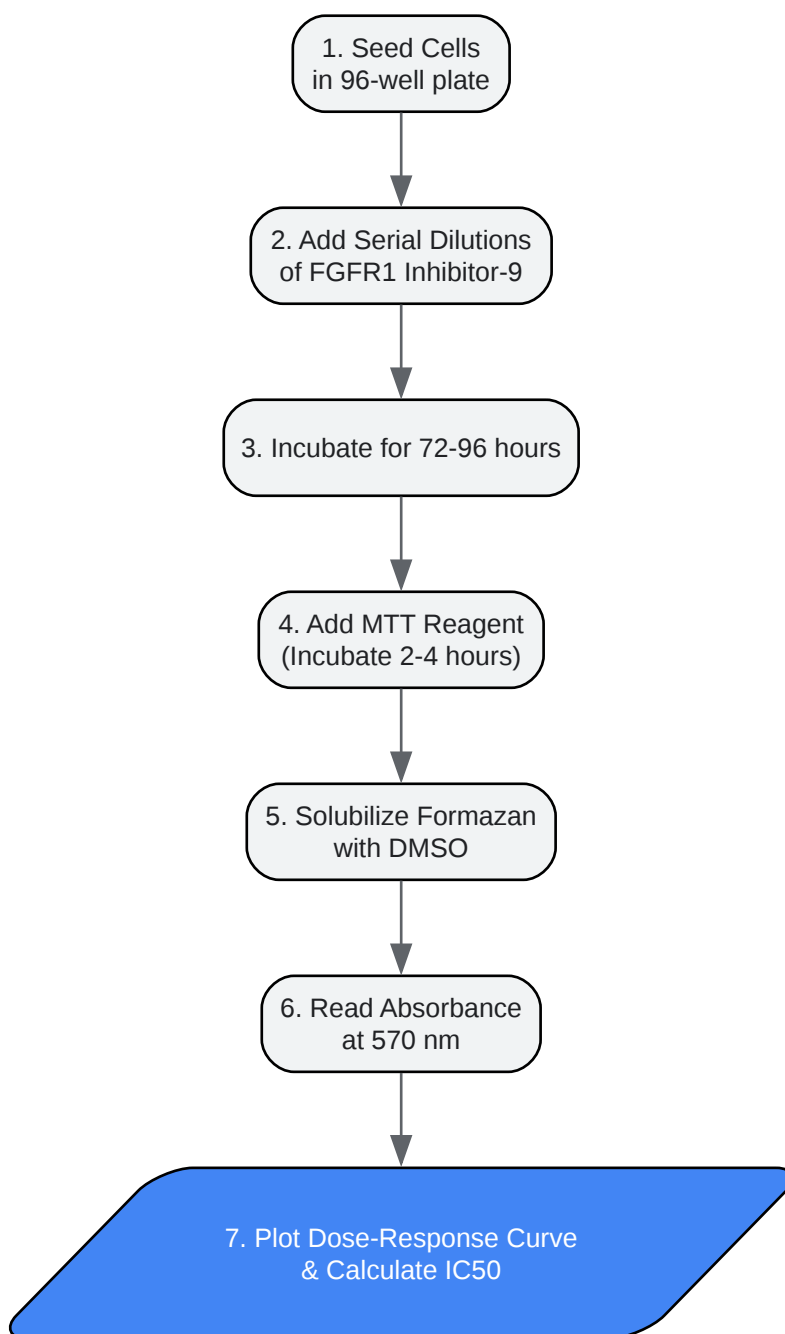 1. Seed Cells
in 96-well plate
2. Add Serial Dilutions
of FGFR1 Inhibitor-9
3. Incubate for 72-96 hours
4. Add MTT Reagent
(Incubate 2-4 hours)
5. Solubilize Formazan
with DMSO
6. Read Absorbance
at 570 nm
7. Plot Dose-Response Curve
& Calculate IC50